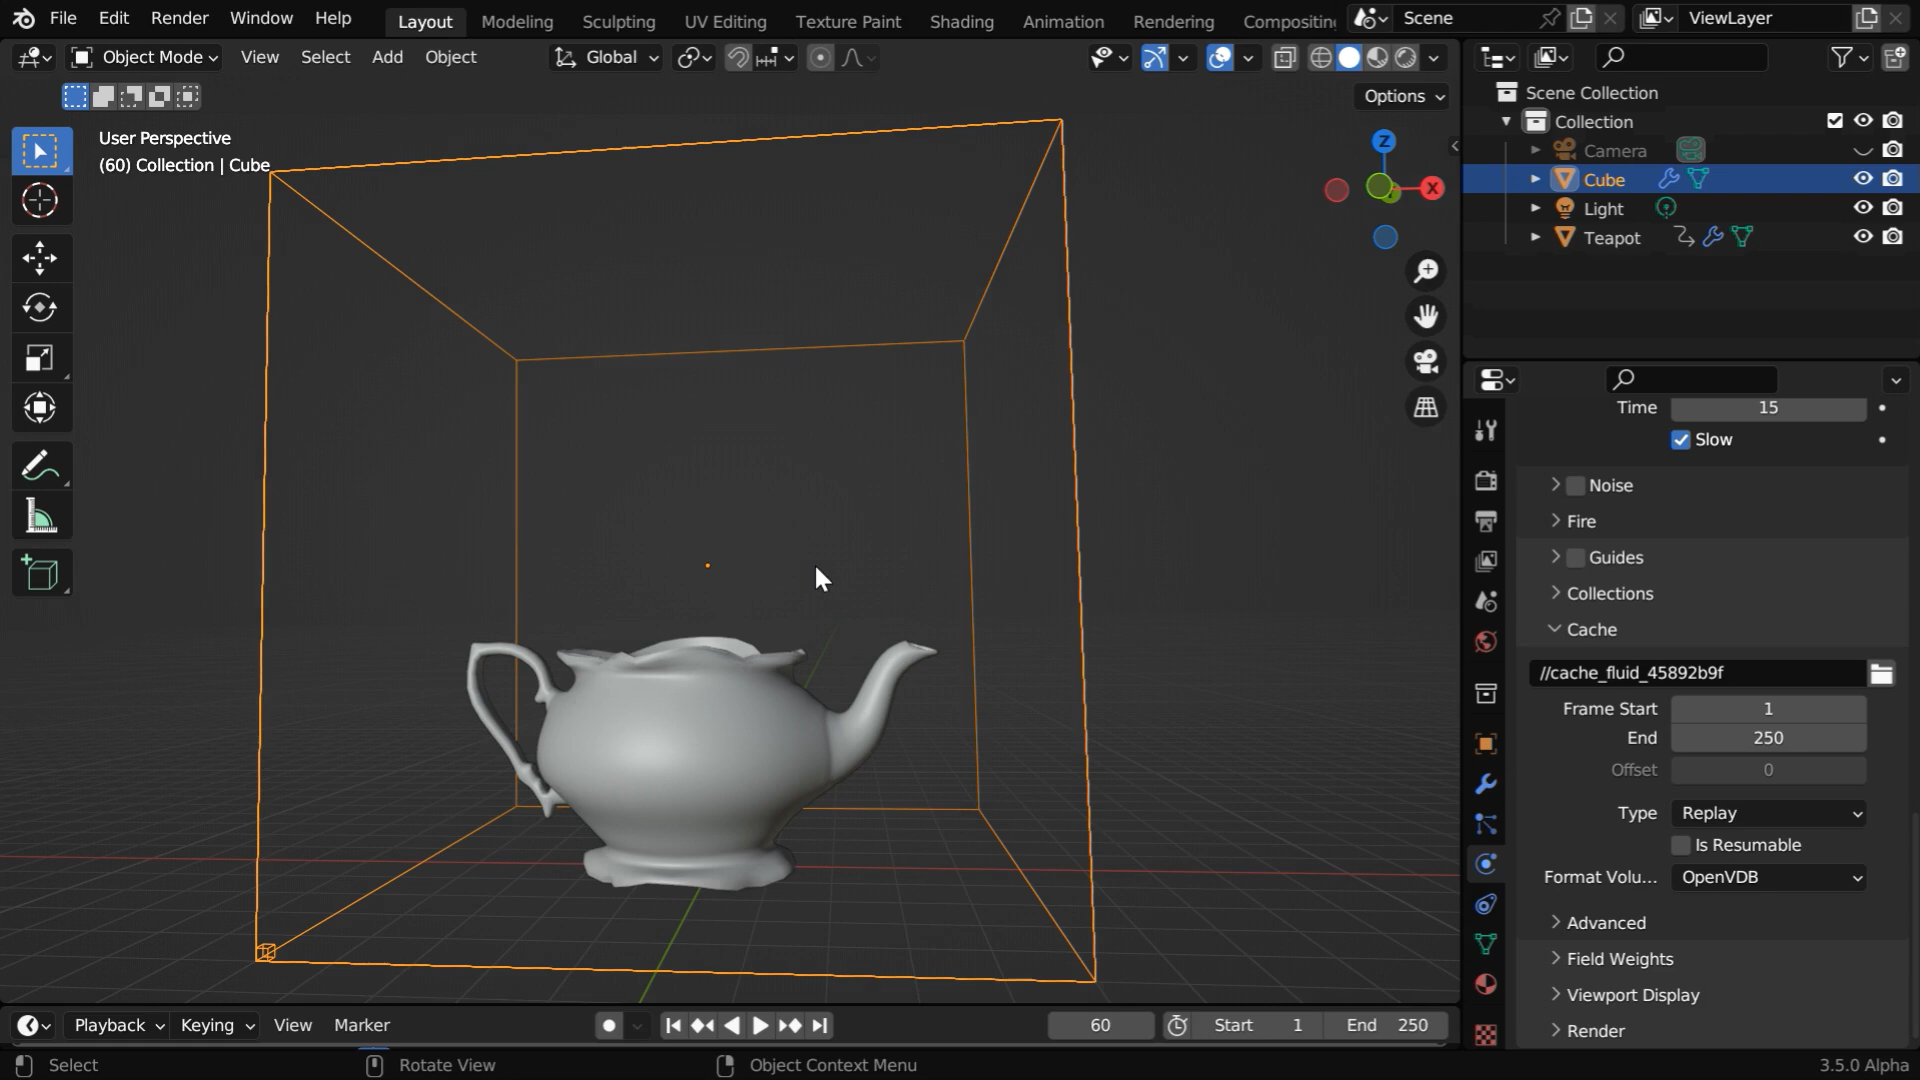 File Edit Render Window Help Layout Modeling Sculpting UV Editing Texture Paint Shading Animation Rendering Compositing Scene ViewLayer
Object Mode View Select Add Object Global
Options
User Perspective
(60) Collection | Cube
Z
X
Scene Collection
Collection
Camera
Cube
Light
Teapot
Time 15
Slow
Noise
Fire
Guides
Collections
Cache
//cache_fluid_45892b9f
Frame Start 1
End 250
Offset 0
Type Replay
Is Resumable
Format Volu... OpenVDB
Advanced
Field Weights
Viewport Display
Render
Playback Keying View Marker 60 Start 1 End 250
Select Rotate View Object Context Menu 3.5.0 Alpha